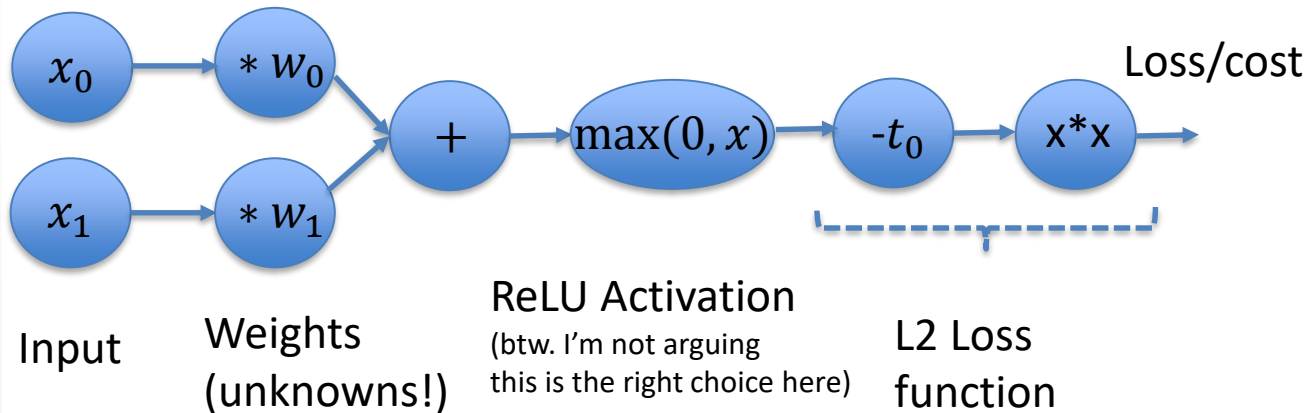 x₀
* w₀
+
max(0, x)
-t₀
x*x
Loss/cost
x₁
* w₁
Input
Weights
(unknowns!)
ReLU Activation
(btw. I’m not arguing
this is the right choice here)
L2 Loss
function